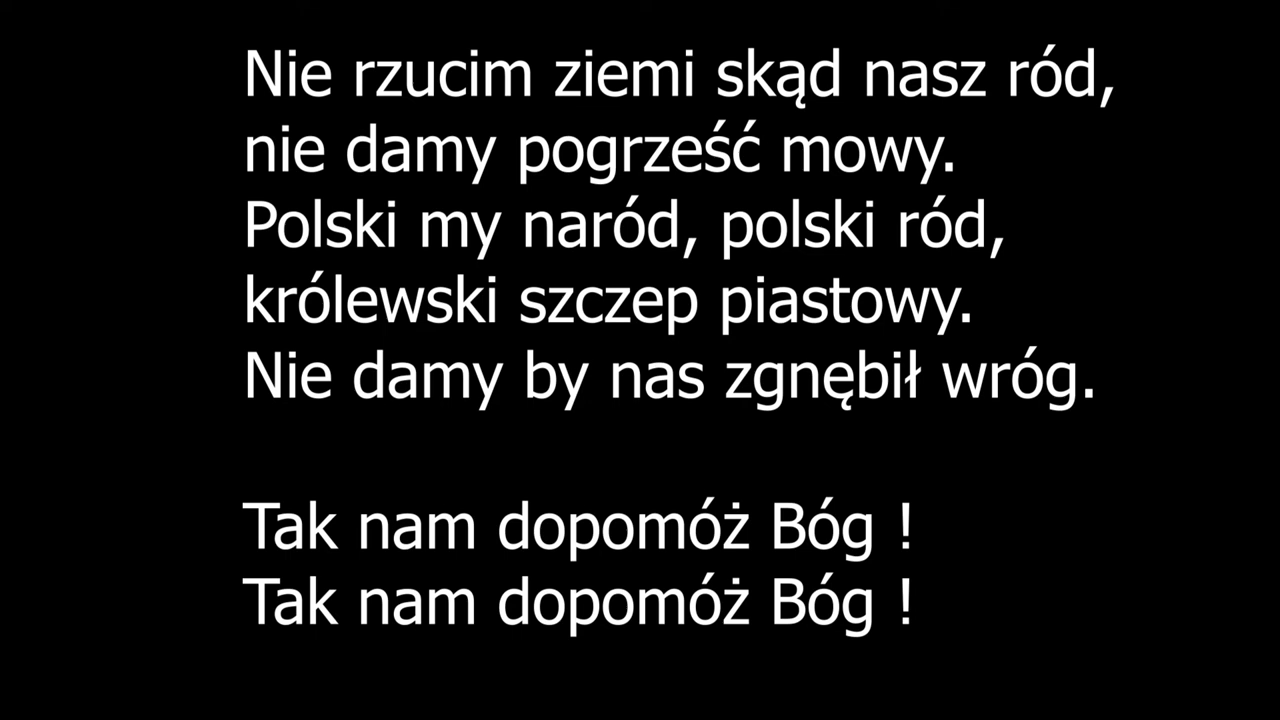 Nie rzucim ziemi skąd nasz ród,
nie damy pogrześć mowy.
Polski my naród, polski ród,
królewski szczep piastowy.
Nie damy by nas zgnębił wróg.
Tak nam dopomóż Bóg !
Tak nam dopomóż Bóg !